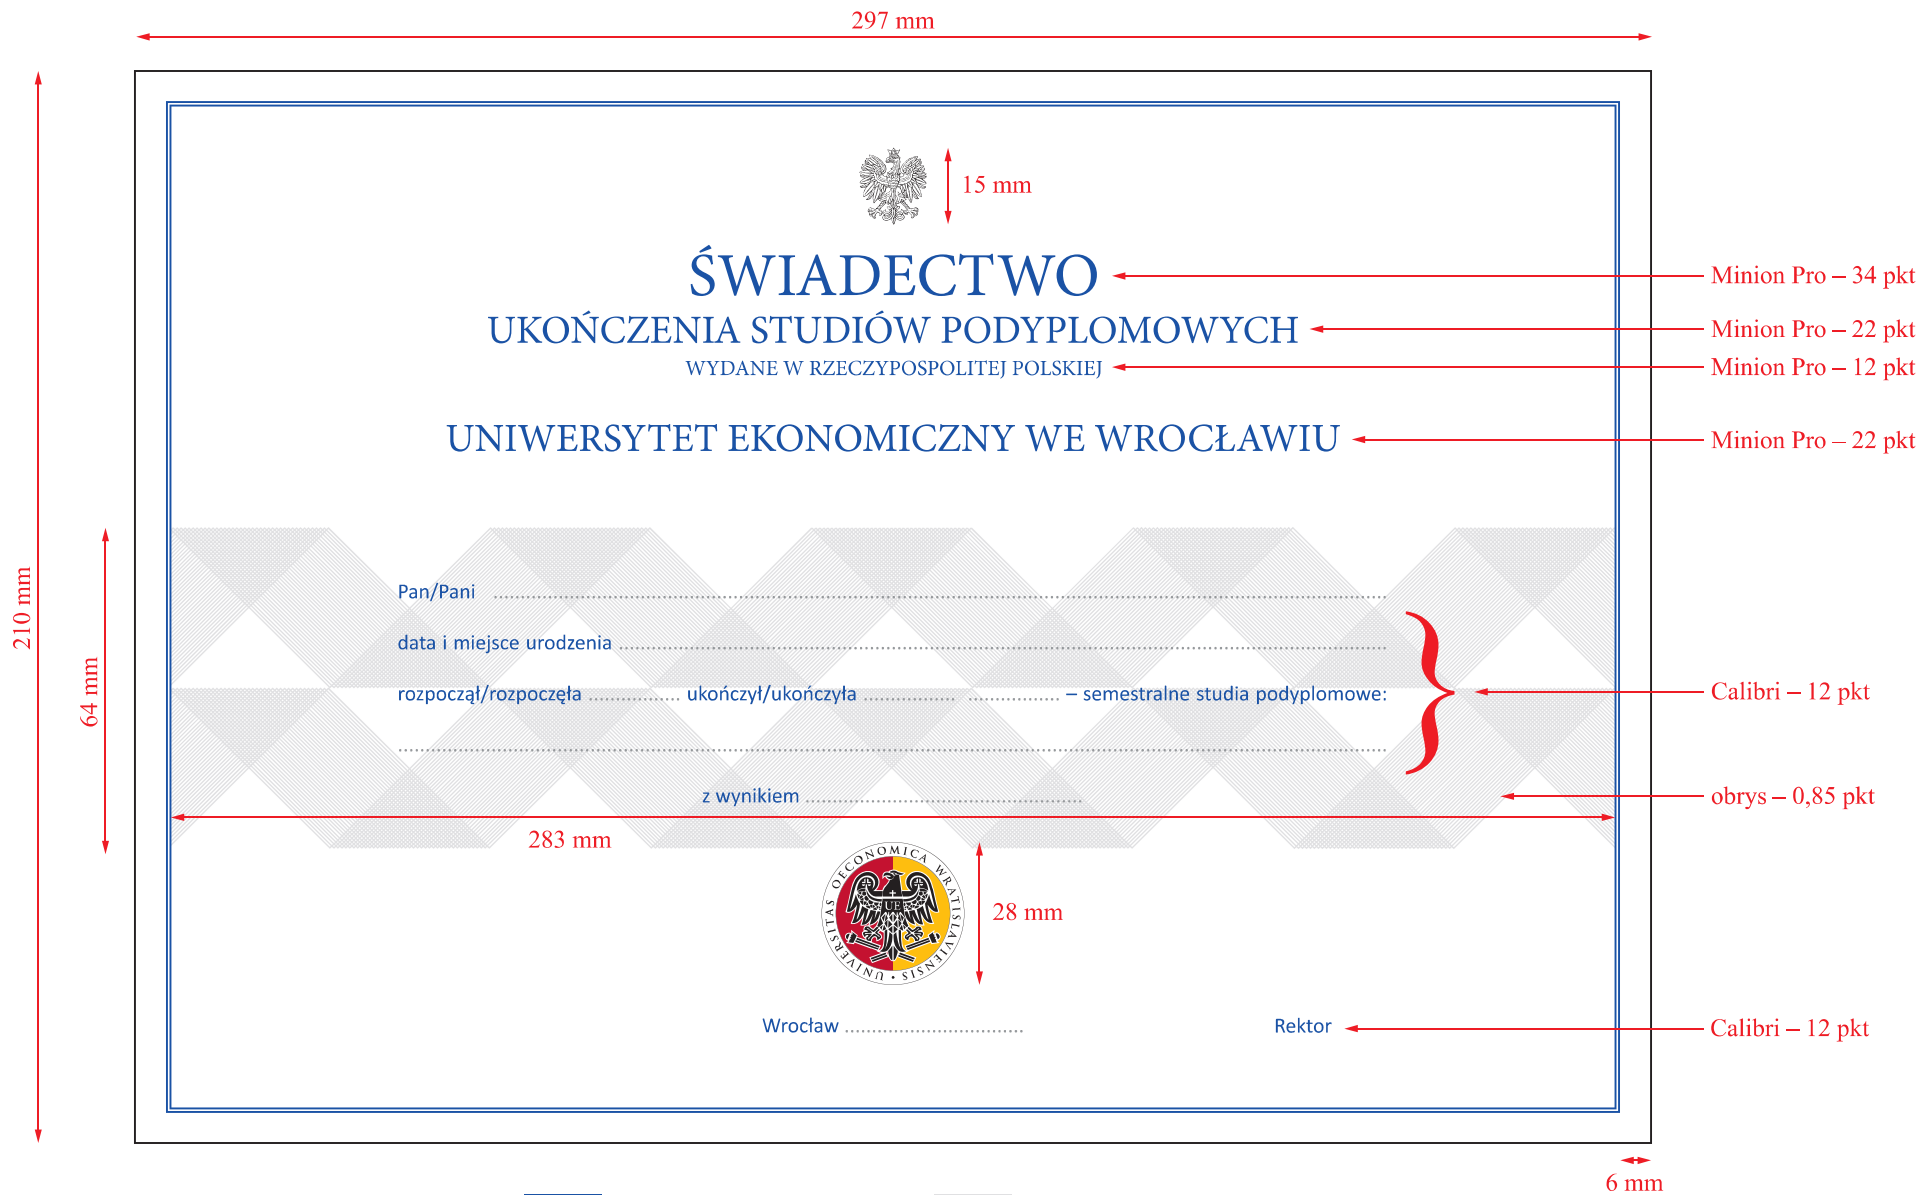 297 mm
15 mm
ŚWIADECTWO
Minion Pro – 34 pkt
UKOŃCZENIA STUDIÓW PODYPLOMOWYCH
Minion Pro – 22 pkt
WYDANE W RZECZYPOSPOLITEJ POLSKIEJ
Minion Pro – 12 pkt
UNIWERSYTET EKONOMICZNY WE WROCŁAWIU
Minion Pro – 22 pkt
210 mm
64 mm
Pan/Pani ........................................
data i miejsce urodzenia ........................................
rozpoczął/rozpoczęła .................. ukończył/ukończyła .................. .................. – semestralne studia podyplomowe:
Calibri – 12 pkt
z wynikiem ........................................
obrys – 0,85 pkt
283 mm
UNIVERSITAS OECONOMICA WRATISLAVIENSIS •
UE
28 mm
Wrocław ..................................
Rektor
Calibri – 12 pkt
6 mm